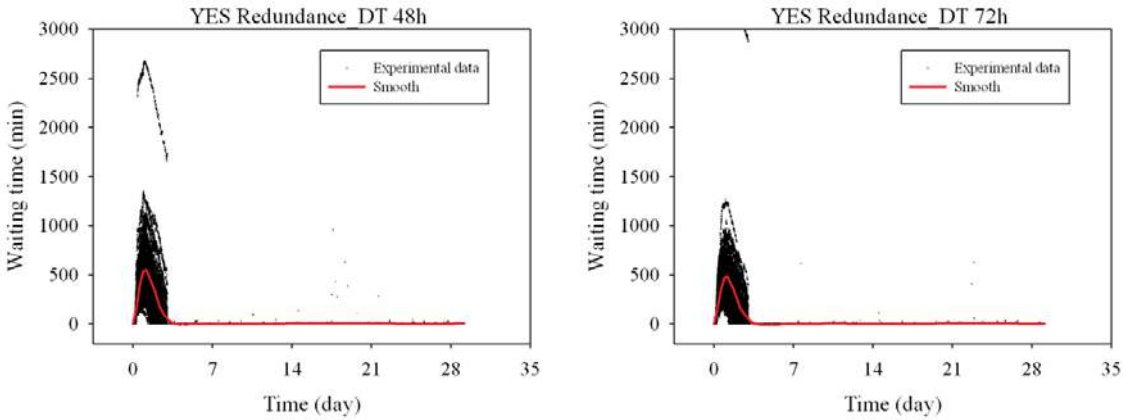 YES Redundance_DT 48h
3000
2500
2000
1500
1000
500
0
Waiting time (min)
Experimental data
Smooth
0 7 14 21 28 35
Time (day)
YES Redundance_DT 72h
3000
2500
2000
1500
1000
500
0
Waiting time (min)
Experimental data
Smooth
0 7 14 21 28 35
Time (day)